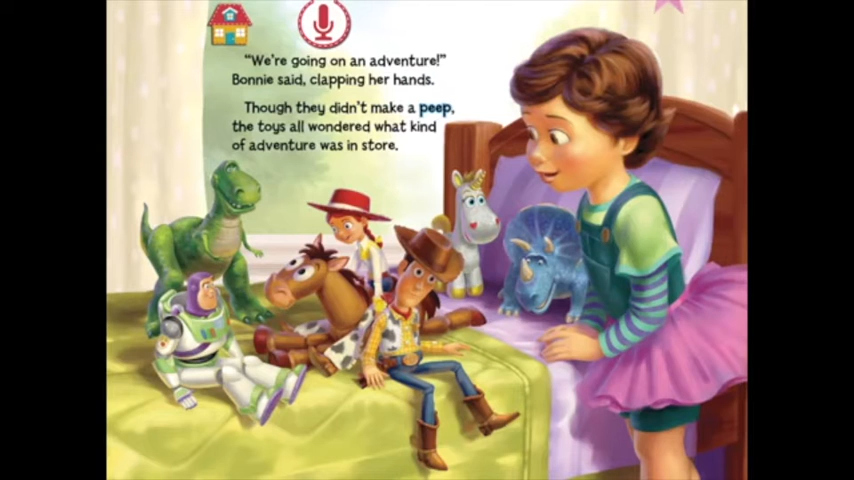 “We’re going on an adventure!”
Bonnie said, clapping her hands.
Though they didn’t make a peep,
the toys all wondered what kind
of adventure was in store.